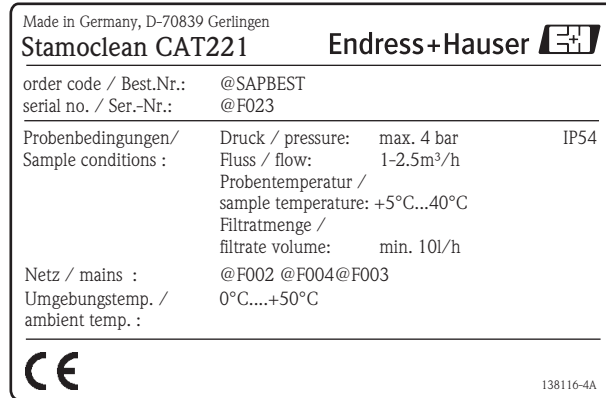 Made in Germany, D-70839 Gerlingen
Stamoclean CAT221
Endress+Hauser EH
order code / Best.Nr.: @SAPBEST
serial no. / Ser.-Nr.: @F023
Probenbedingungen/ Druck / pressure: max. 4 bar IP54
Sample conditions : Fluss / flow: 1-2.5m³/h
Probentemperatur /
sample temperature: +5°C...40°C
Filtratmenge /
filtrate volume: min. 10l/h
Netz / mains : @F002 @F004@F003
Umgebungstemp. / 0°C....+50°C
ambient temp. :
CE
138116-4A